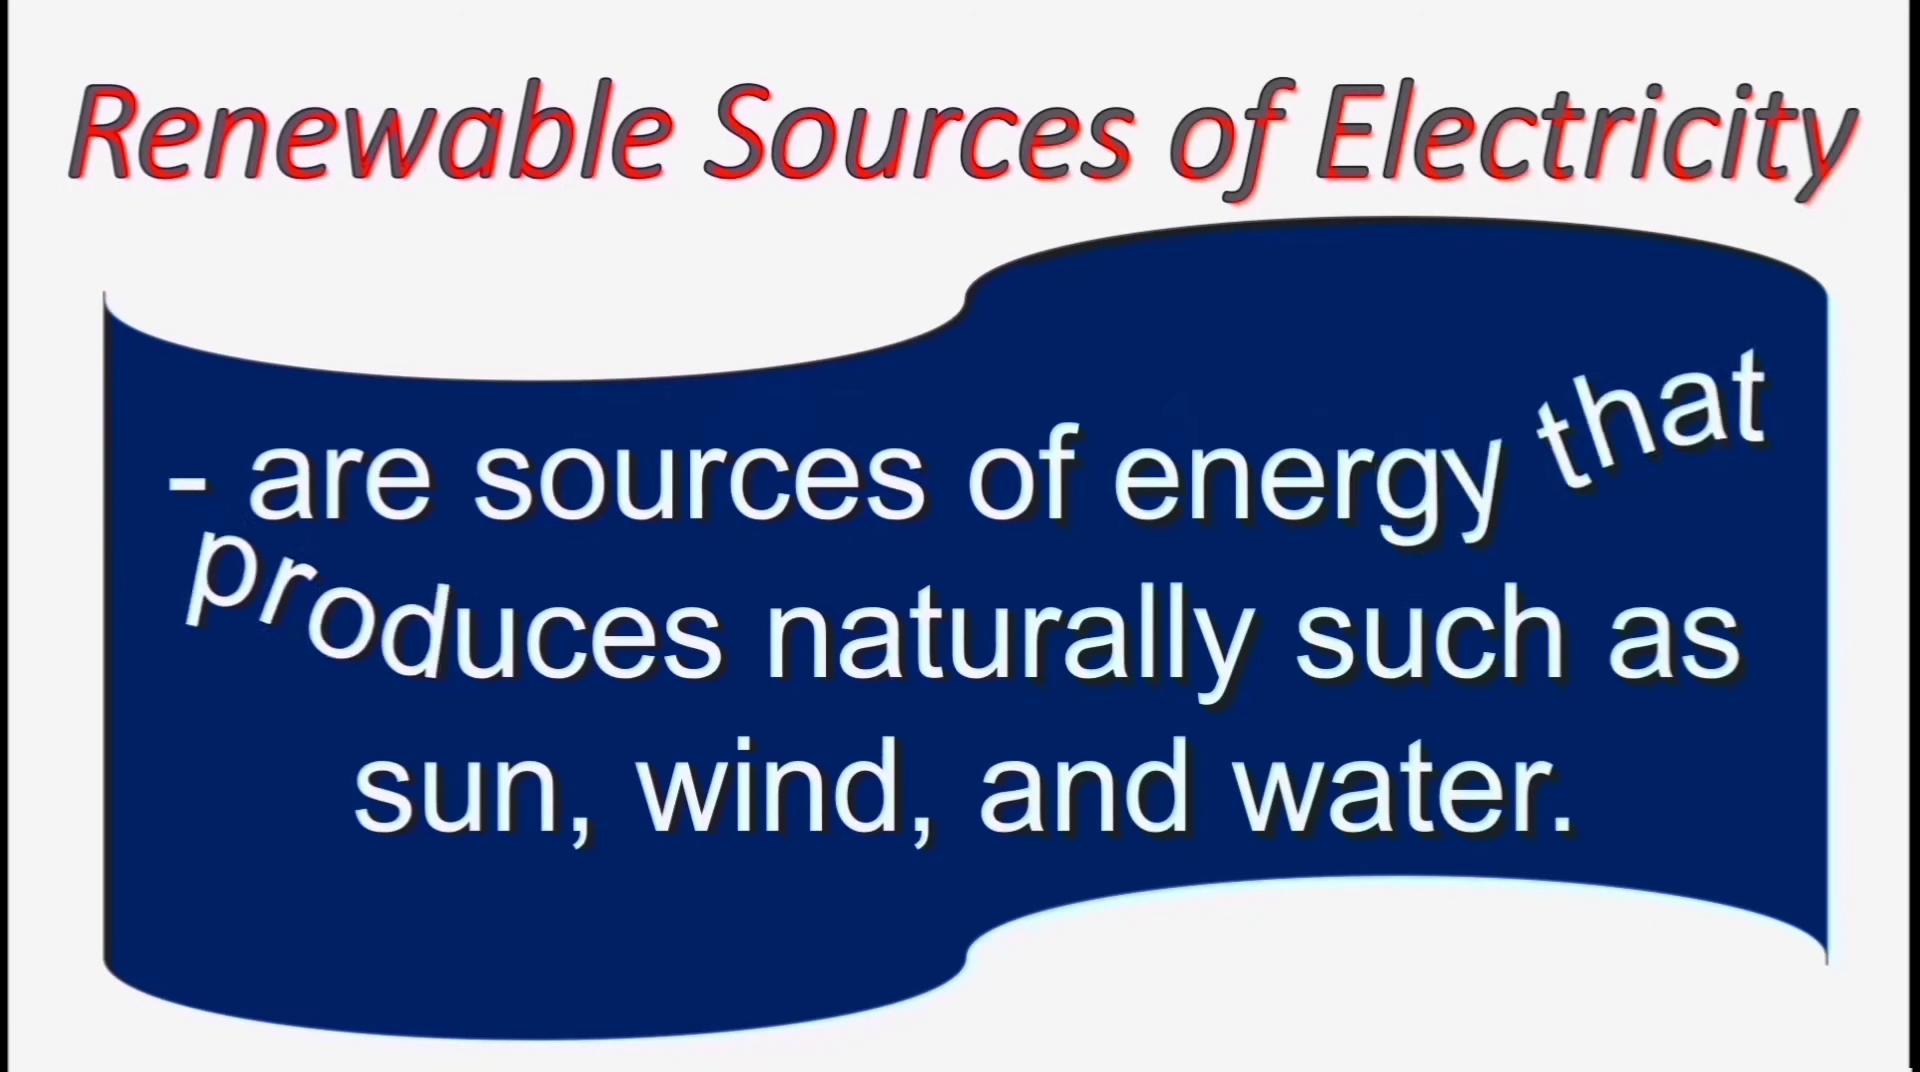 Renewable Sources of Electricity
- are sources of energy that
produces naturally such as
sun, wind, and water.